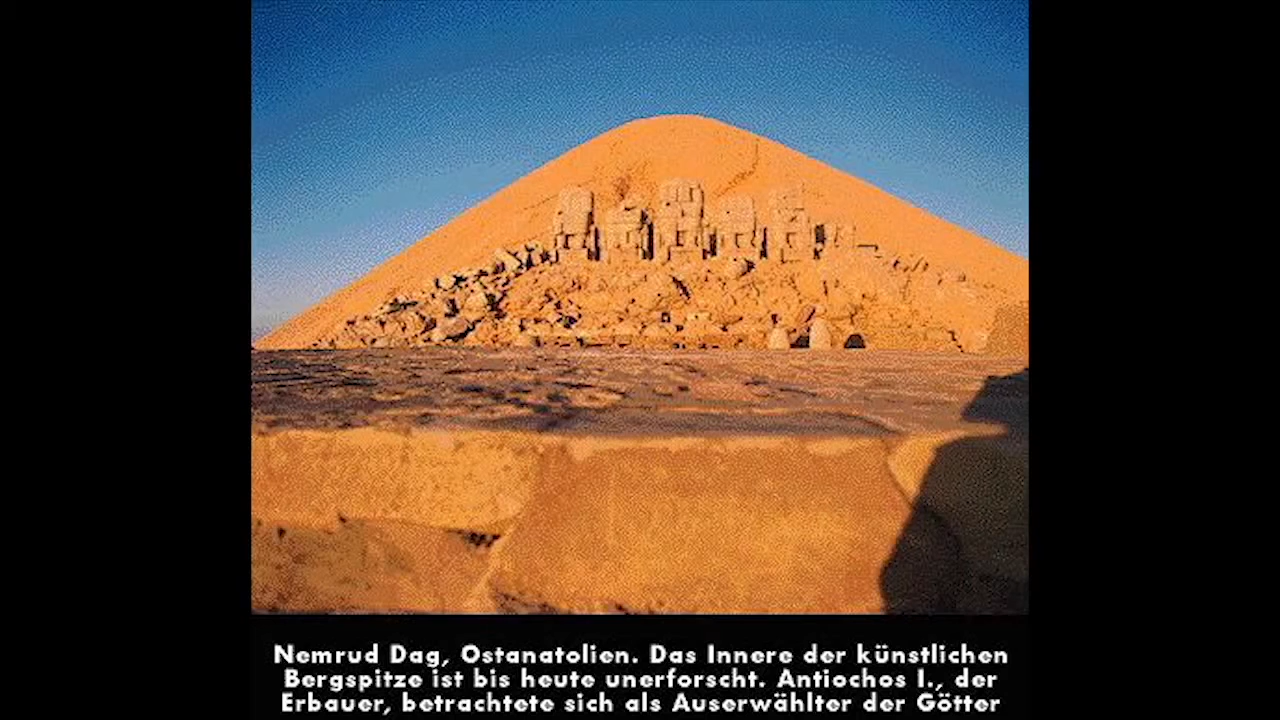 Nemrud Dag, Ostanatolien. Das Innere der künstlichen
Bergspitze ist bis heute unerforscht. Antiochos I., der
Erbauer, betrachtete sich als Auserwählter der Götter